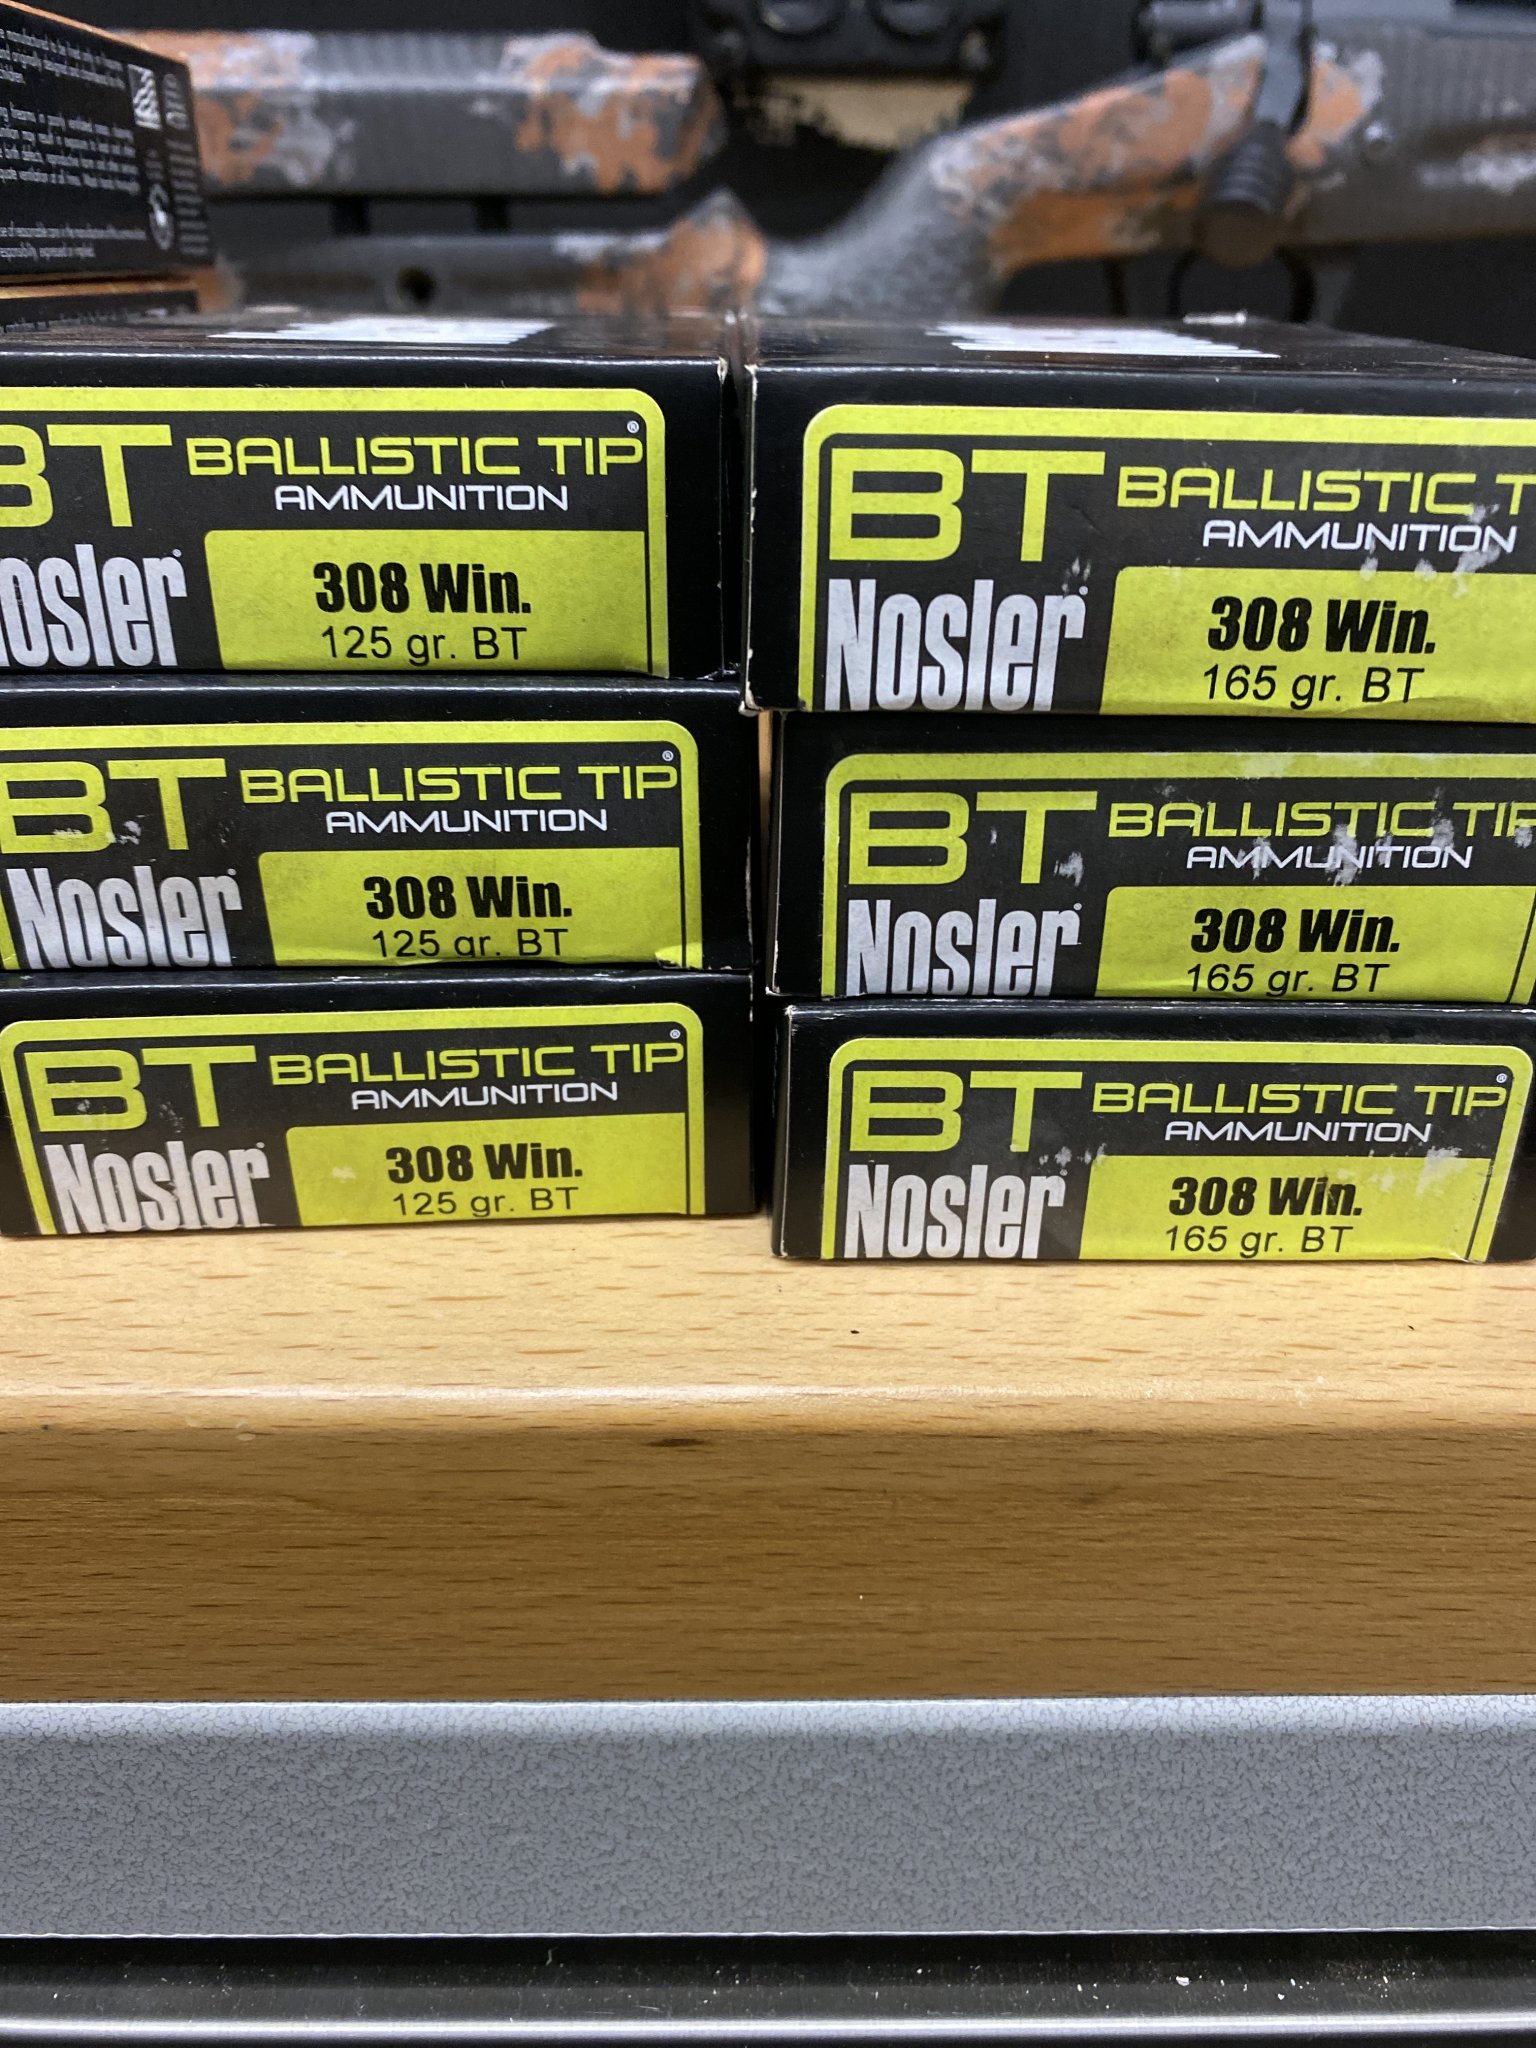 BT BALLISTIC TIP®
AMMUNITION
Nosler
308 Win.
125 gr. BT
BT BALLISTIC TIP®
AMMUNITION
Nosler
308 Win.
125 gr. BT
BT BALLISTIC TIP®
AMMUNITION
Nosler
308 Win.
125 gr. BT
BT BALLISTIC T
AMMUNITION
Nosler
308 Win.
165 gr. BT
BT BALLISTIC TIP
AMMUNITION
Nosler
308 Win.
165 gr. BT
BT BALLISTIC TIP®
AMMUNITION
Nosler
308 Win.
165 gr. BT